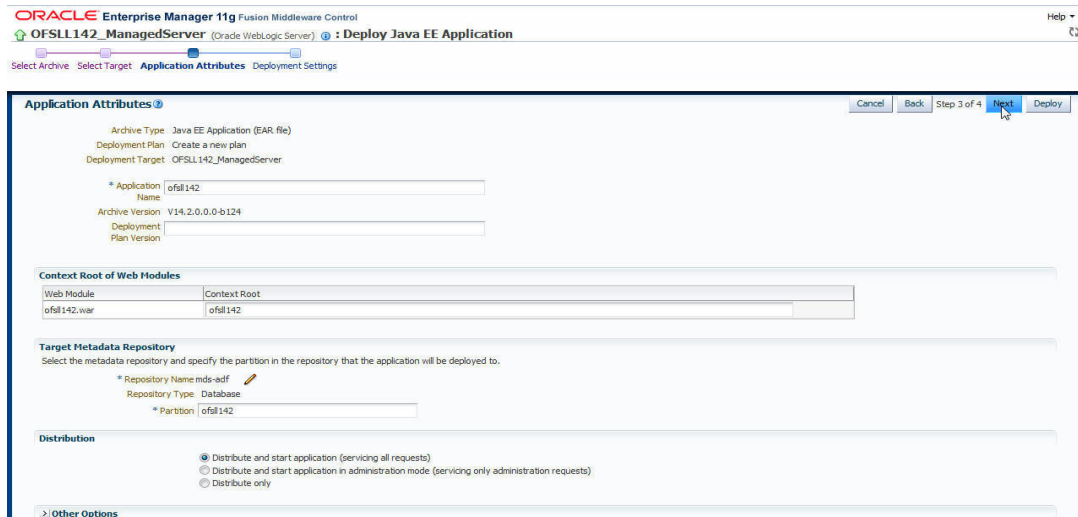 ORACLE Enterprise Manager 11g Fusion Middleware Control
Help
OFSLL142_ManagedServer (Oracle WebLogic Server) : Deploy Java EE Application
Select Archive Select Target Application Attributes Deployment Settings
Application Attributes
Cancel Back Step 3 of 4 Next Deploy
Archive Type Java EE Application (EAR file)
Deployment Plan Create a new plan
Deployment Target OFSLL142_ManagedServer
* Application Name ofsll142
Archive Version V14.2.0.0.0-b124
Deployment Plan Version
Context Root of Web Modules
Web Module Context Root
ofsll142.war ofsll142
Target Metadata Repository
Select the metadata repository and specify the partition in the repository that the application will be deployed to.
* Repository Name mds-adf
Repository Type Database
* Partition ofsll142
Distribution
Distribute and start application (servicing all requests)
Distribute and start application in administration mode (servicing only administration requests)
Distribute only
Other Options